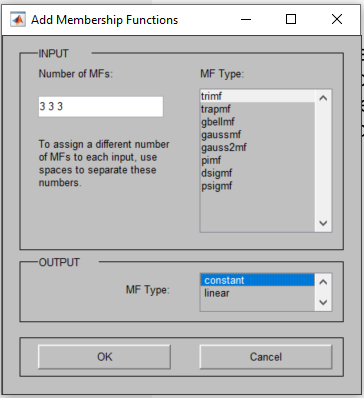 Add Membership Functions
INPUT
Number of MFs:
3 3 3
To assign a different number
of MFs to each input, use
spaces to separate these
numbers.
MF Type:
trimf
trapmf
gbellmf
gaussmf
gauss2mf
pimf
dsigmf
psigmf
OUTPUT
MF Type:
constant
linear
OK
Cancel